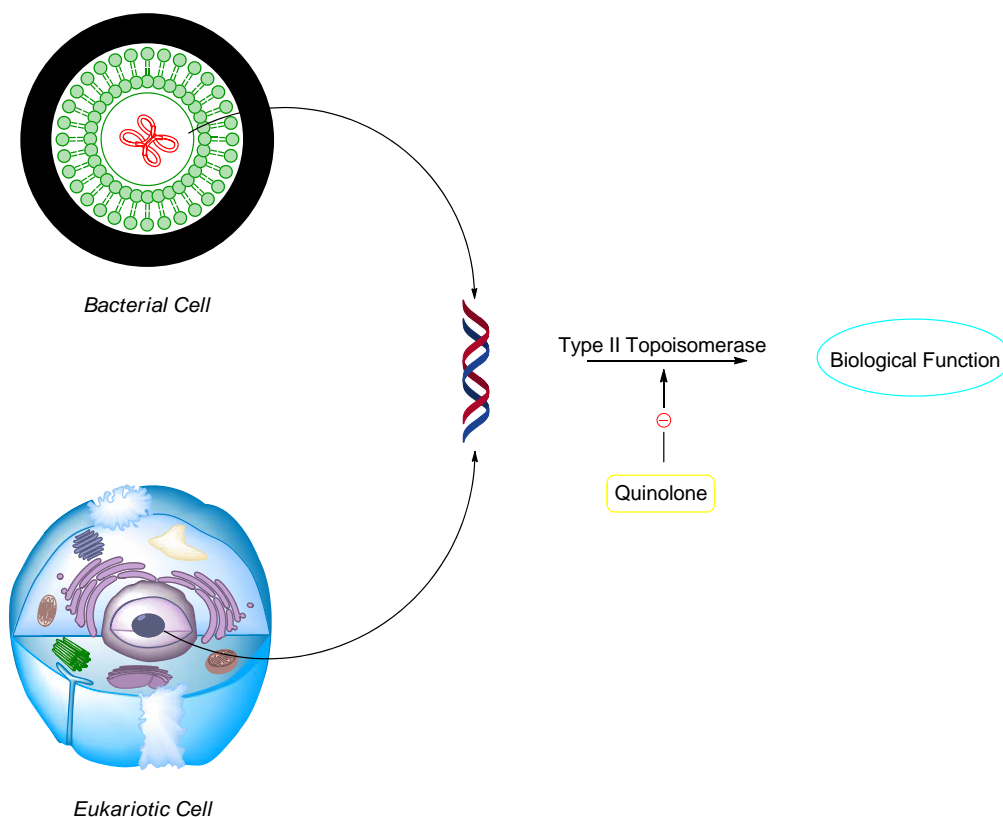 Bacterial Cell
Type II Topoisomerase
Biological Function
Quinolone
Eukariotic Cell